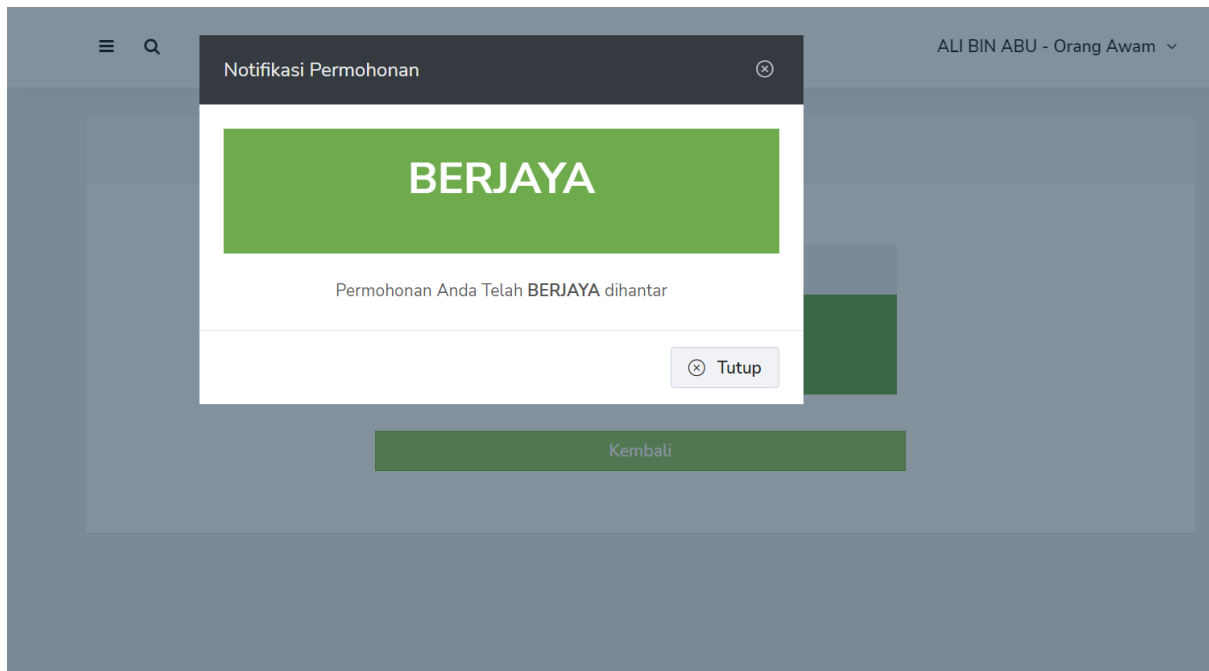 ALI BIN ABU - Orang Awam
Notifikasi Permohonan
BERJAYA
Permohonan Anda Telah BERJAYA dihantar
Tutup
Kembali